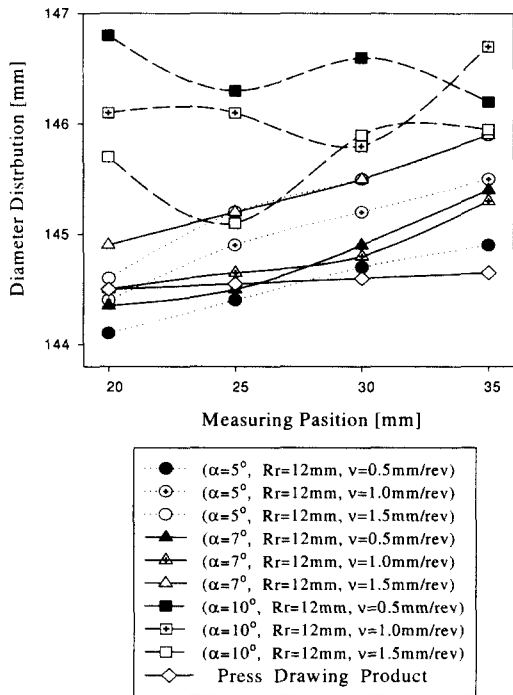 147
146
145
144
Diameter Distrbution [mm]
20 25 30 35
Measuring Pasition [mm]
(α=5°, Rr=12mm, ν=0.5mm/rev)
(α=5°, Rr=12mm, ν=1.0mm/rev)
(α=5°, Rr=12mm, ν=1.5mm/rev)
(α=7°, Rr=12mm, ν=0.5mm/rev)
(α=7°, Rr=12mm, ν=1.0mm/rev)
(α=7°, Rr=12mm, ν=1.5mm/rev)
(α=10°, Rr=12mm, ν=0.5mm/rev)
(α=10°, Rr=12mm, ν=1.0mm/rev)
(α=10°, Rr=12mm, ν=1.5mm/rev)
Press Drawing Product